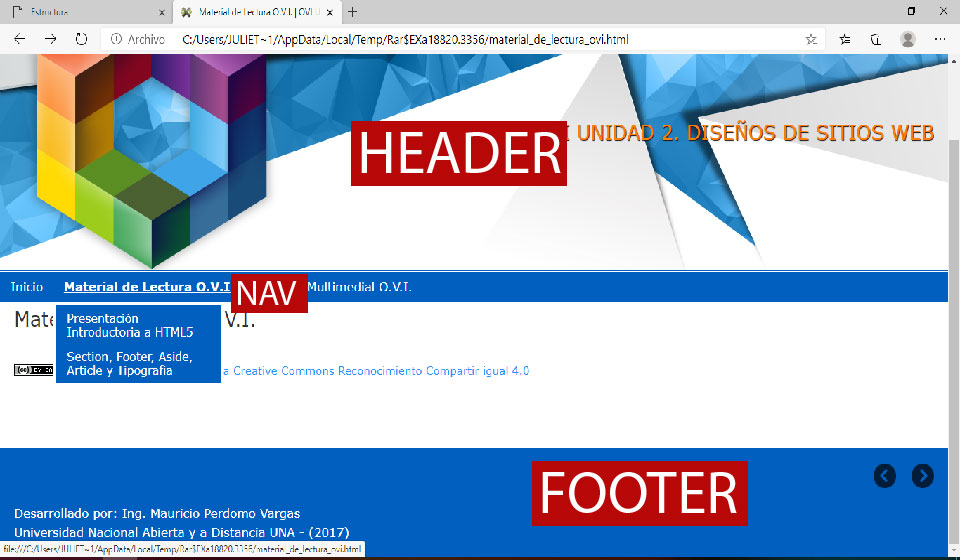 Estructura
Material de Lectura O.V.I. | OVI U
Archivo
C:/Users/JULIET~1/AppData/Local/Temp/Rar$EXa18820.3356/material_de_lectura_ovi.html
HEADER
I UNIDAD 2. DISEÑOS DE SITIOS WEB
Inicio Material de Lectura O.V.I. NAV Multimedial O.V.I.
Mate V.I.
Presentación
Introductoria a HTML5
Section, Footer, Aside,
Article y Tipografia
a Creative Commons Reconocimiento Compartir igual 4.0
FOOTER
Desarrollado por: Ing. Mauricio Perdomo Vargas
Universidad Nacional Abierta y a Distancia UNA - (2017)
file:///C:/Users/JULIET~1/AppData/Local/Temp/Rar$EXa18820.3356/material_de_lectura_ovi.html